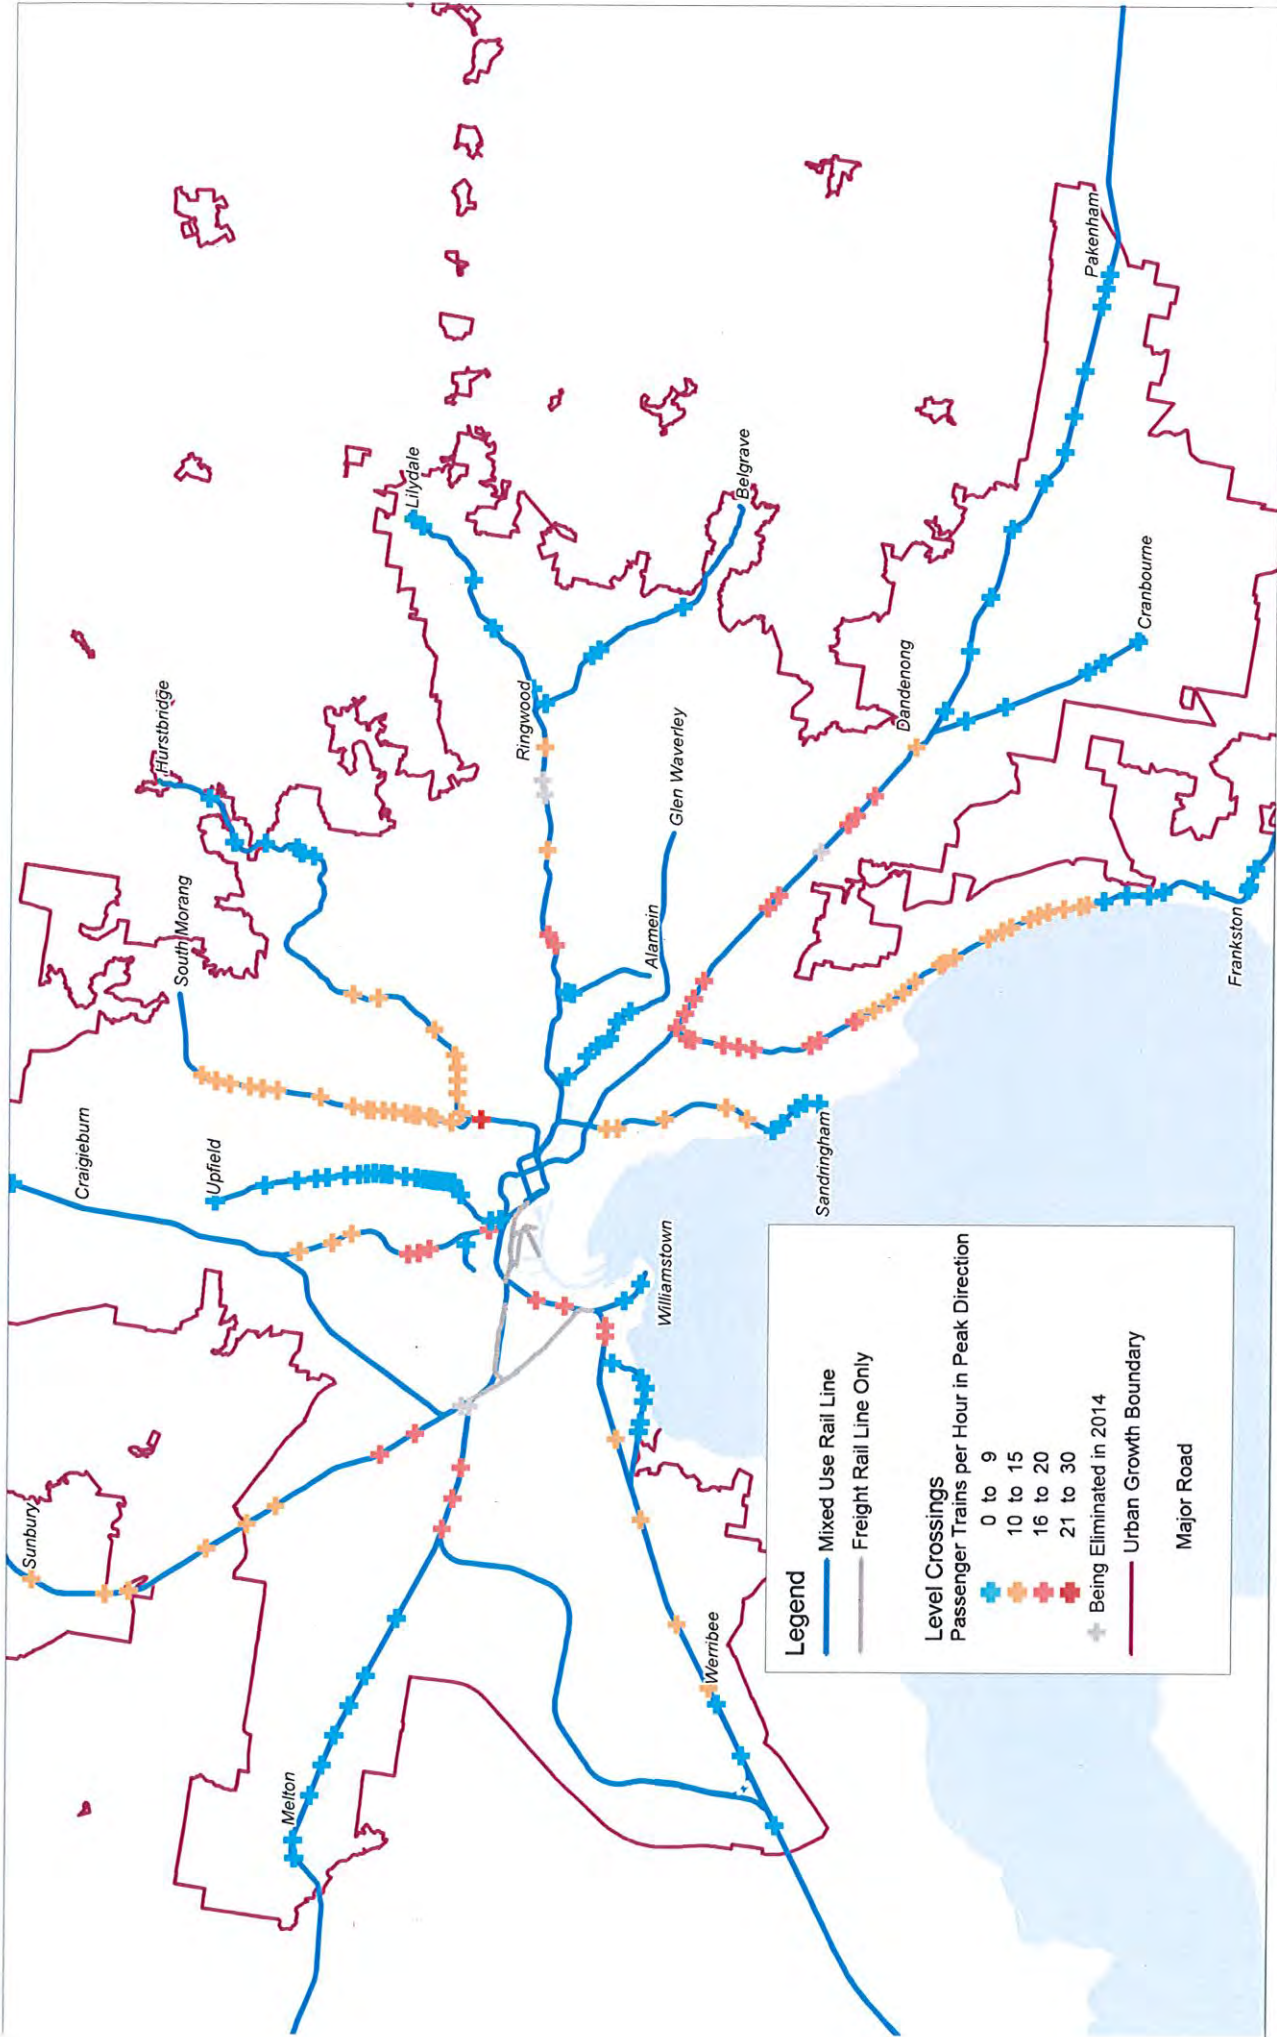 Sunbury
Craigieburn
South Morang
Hurstbridge
Upfield
Melton
Lilydale
Ringwood
Belgrave
Glen Waverley
Alamein
Werribee
Williamstown
Sandringham
Dandenong
Pakenham
Cranbourne
Frankston
Legend
Mixed Use Rail Line
Freight Rail Line Only
Level Crossings
Passenger Trains per Hour in Peak Direction
0 to 9
10 to 15
16 to 20
21 to 30
Being Eliminated in 2014
Urban Growth Boundary
Major Road